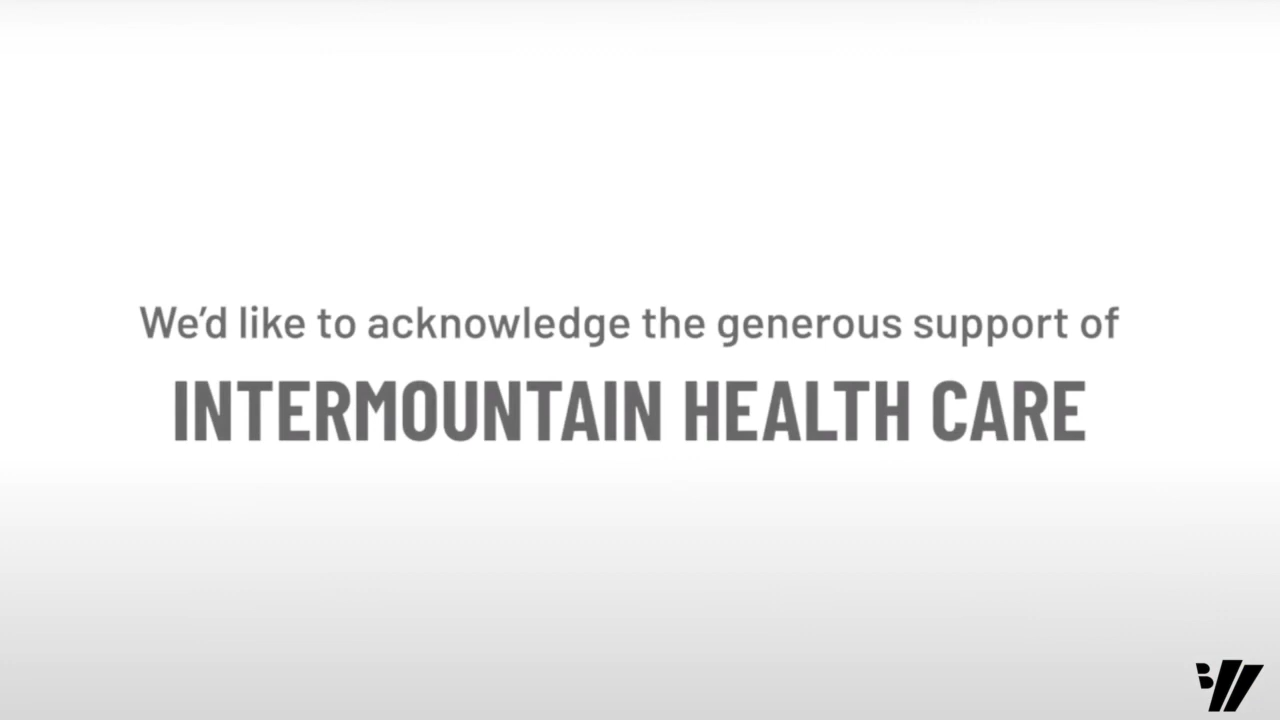 We’d like to acknowledge the generous support of
INTERMOUNTAIN HEALTH CARE